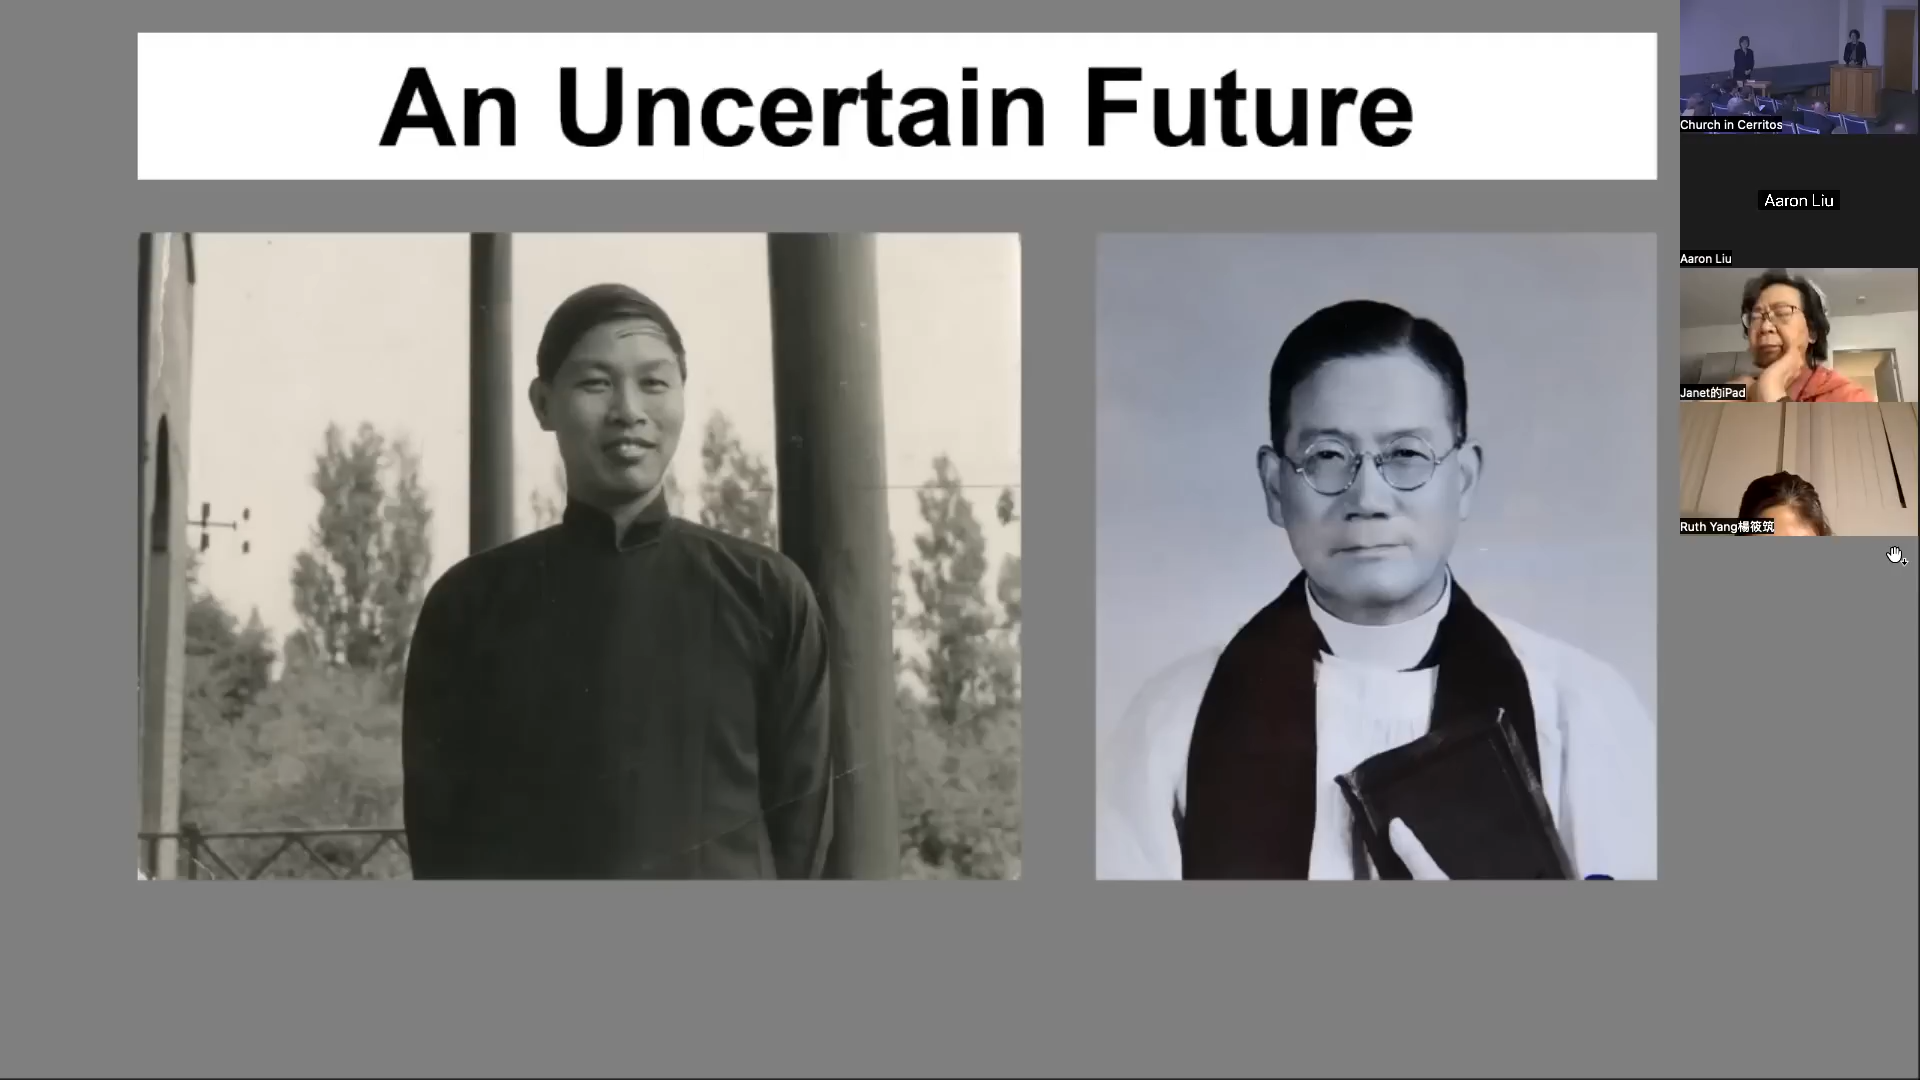 An Uncertain Future
Church in Cerritos
Aaron Liu
Aaron Liu
Janet的iPad
Ruth Yang楊筱筑